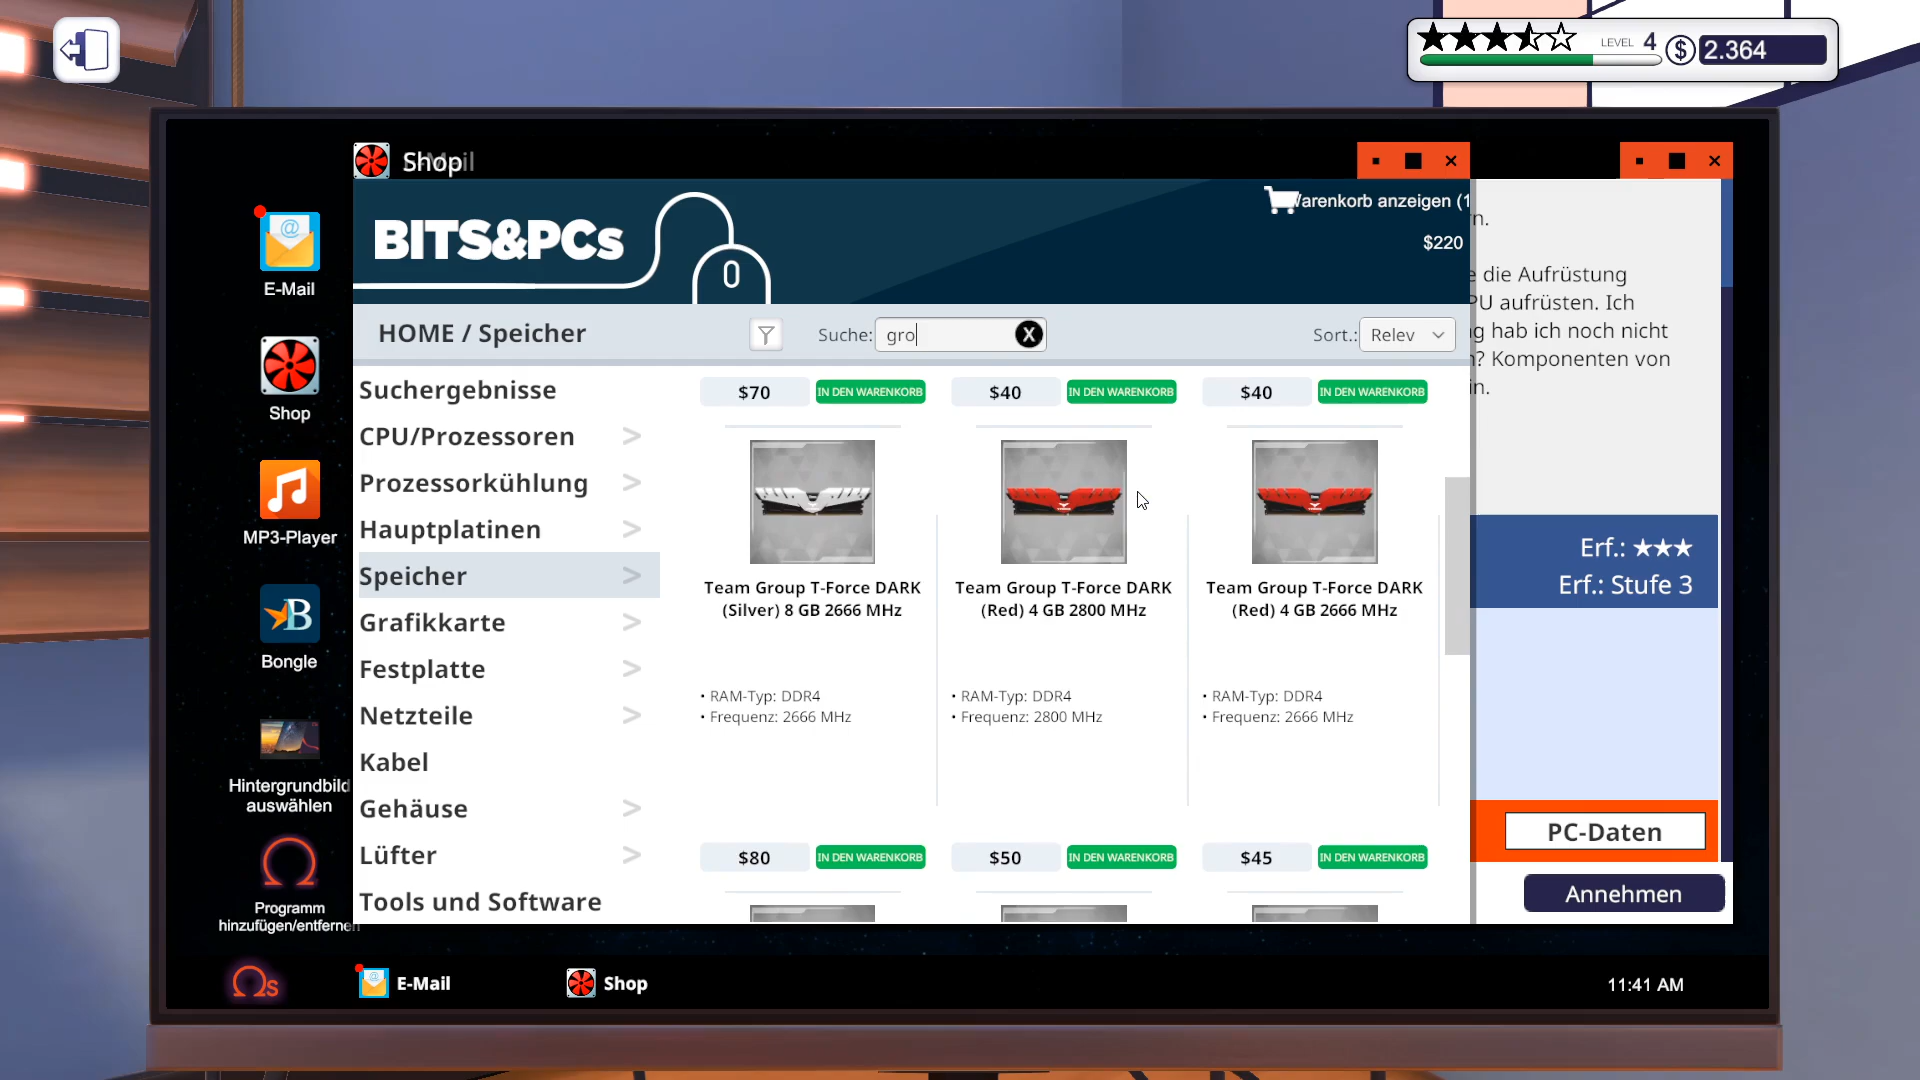 LEVEL 4 $ 2.364
Shop
BITS&PCs
arenkorb anzeigen (1
$220
HOME / Speicher
Suche: gro X
Sort.: Relev
Suchergebnisse
CPU/Prozessoren >
Prozessorkühlung >
Hauptplatinen >
Speicher >
Grafikkarte >
Festplatte >
Netzteile >
Kabel
Gehäuse >
Lüfter >
Tools und Software
$70 IN DEN WARENKORB
$40 IN DEN WARENKORB
$40 IN DEN WARENKORB
Team Group T-Force DARK
(Silver) 8 GB 2666 MHz
• RAM-Typ: DDR4
• Frequenz: 2666 MHz
$80 IN DEN WARENKORB
Team Group T-Force DARK
(Red) 4 GB 2800 MHz
• RAM-Typ: DDR4
• Frequenz: 2800 MHz
$50 IN DEN WARENKORB
Team Group T-Force DARK
(Red) 4 GB 2666 MHz
• RAM-Typ: DDR4
• Frequenz: 2666 MHz
$45 IN DEN WARENKORB
n.
e die Aufrüstung
PU aufrüsten. Ich
g hab ich noch nicht
n? Komponenten von
in.
Erf.: ★★★
Erf.: Stufe 3
PC-Daten
Annehmen
E-Mail
Shop
MP3-Player
Bongle
Hintergrundbild
auswählen
Programm
hinzufügen/entferne
Ωs
E-Mail
Shop
11:41 AM